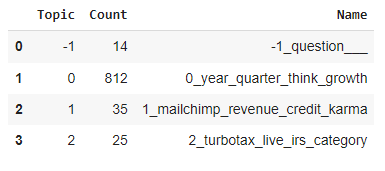 Topic Count Name
0 -1 14 -1_question___
1 0 812 0_year_quarter_think_growth
2 1 35 1_mailchimp_revenue_credit_karma
3 2 25 2_turbotax_live_irs_category